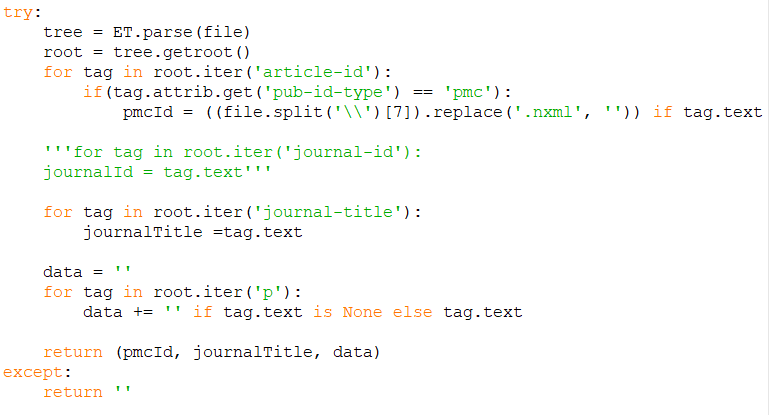 try:
    tree = ET.parse(file)
    root = tree.getroot()
    for tag in root.iter('article-id'):
        if(tag.attrib.get('pub-id-type') == 'pmc'):
            pmcId = ((file.split('\\')[7]).replace('.nxml', '')) if tag.text
    '''for tag in root.iter('journal-id'):
    journalId = tag.text'''
    for tag in root.iter('journal-title'):
        journalTitle =tag.text
    data = ''
    for tag in root.iter('p'):
        data += '' if tag.text is None else tag.text
    return (pmcId, journalTitle, data)
except:
    return ''